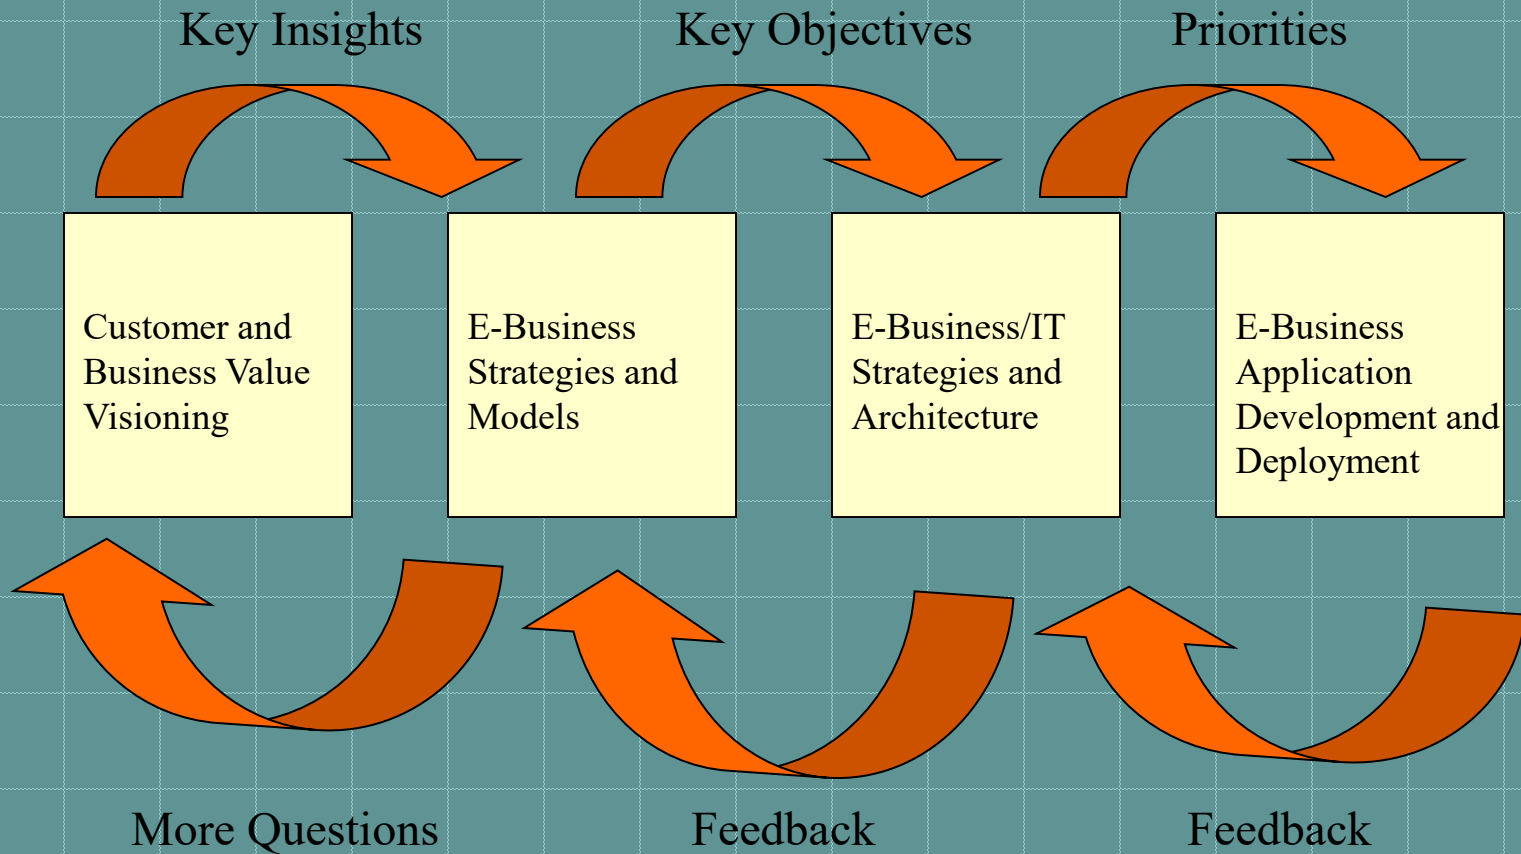 Key Insights
Key Objectives
Priorities
Customer and
Business Value
Visioning
E-Business
Strategies and
Models
E-Business/IT
Strategies and
Architecture
E-Business
Application
Development and
Deployment
More Questions
Feedback
Feedback